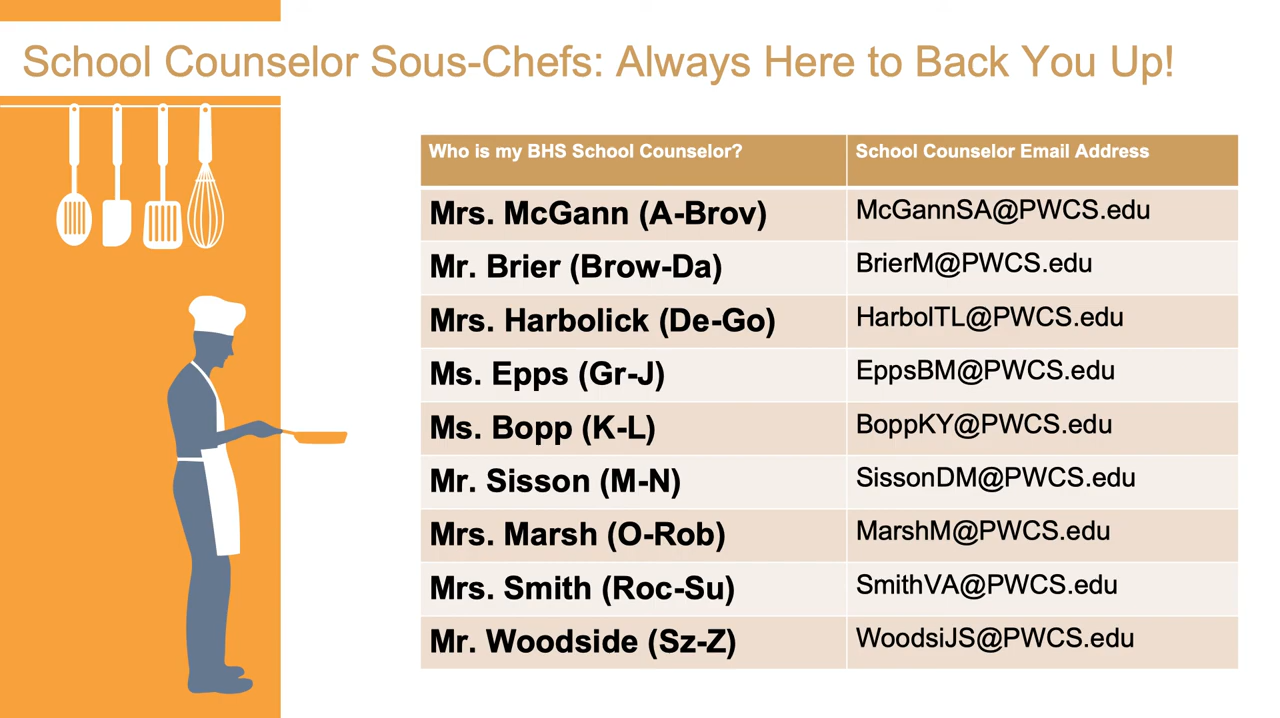 School Counselor Sous-Chefs: Always Here to Back You Up!
Who is my BHS School Counselor? School Counselor Email Address
Mrs. McGann (A-Brov) McGannSA@PWCS.edu
Mr. Brier (Brow-Da) BrierM@PWCS.edu
Mrs. Harbolick (De-Go) HarbolTL@PWCS.edu
Ms. Epps (Gr-J) EppsBM@PWCS.edu
Ms. Bopp (K-L) BoppKY@PWCS.edu
Mr. Sisson (M-N) SissonDM@PWCS.edu
Mrs. Marsh (O-Rob) MarshM@PWCS.edu
Mrs. Smith (Roc-Su) SmithVA@PWCS.edu
Mr. Woodside (Sz-Z) WoodsiJS@PWCS.edu